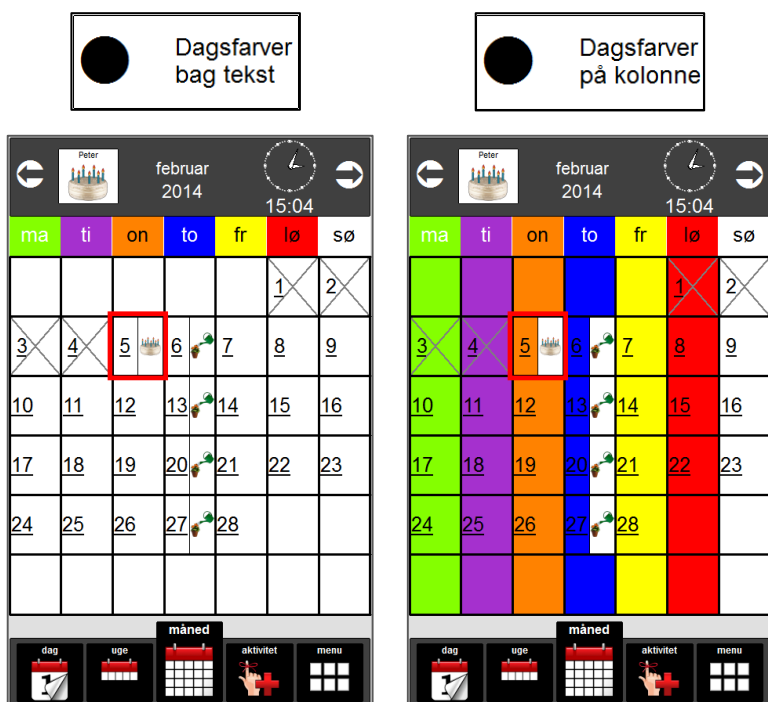 Dagsfarver
bag tekst
Dagsfarver
på kolonne
Peter
februar
2014
15:04
ma ti on to fr lø sø
1 2
3 4 5 6 7 8 9
10 11 12 13 14 15 16
17 18 19 20 21 22 23
24 25 26 27 28
dag uge måned aktivitet menu
1
Peter
februar
2014
15:04
ma ti on to fr lø sø
1 2
3 4 5 6 7 8 9
10 11 12 13 14 15 16
17 18 19 20 21 22 23
24 25 26 27 28
dag uge måned aktivitet menu
1